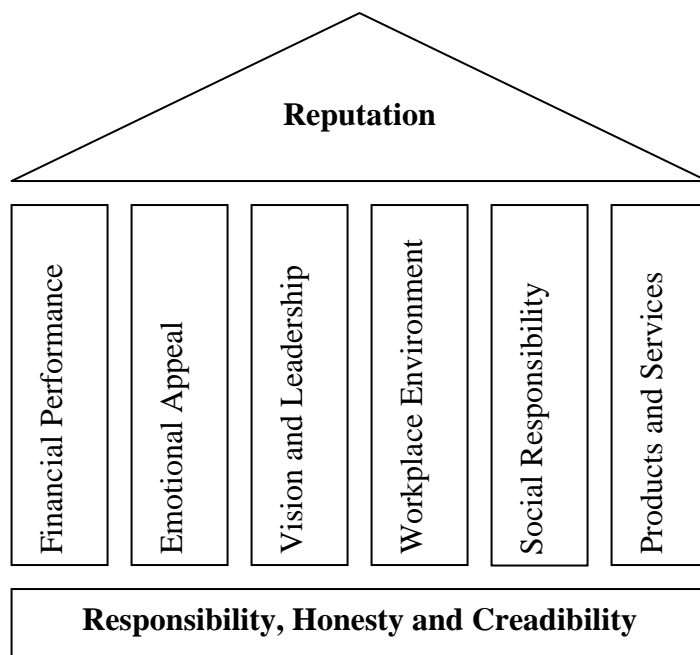 Reputation
Financial Performance
Emotional Appeal
Vision and Leadership
Workplace Environment
Social Responsibility
Products and Services
Responsibility, Honesty and Creadibility